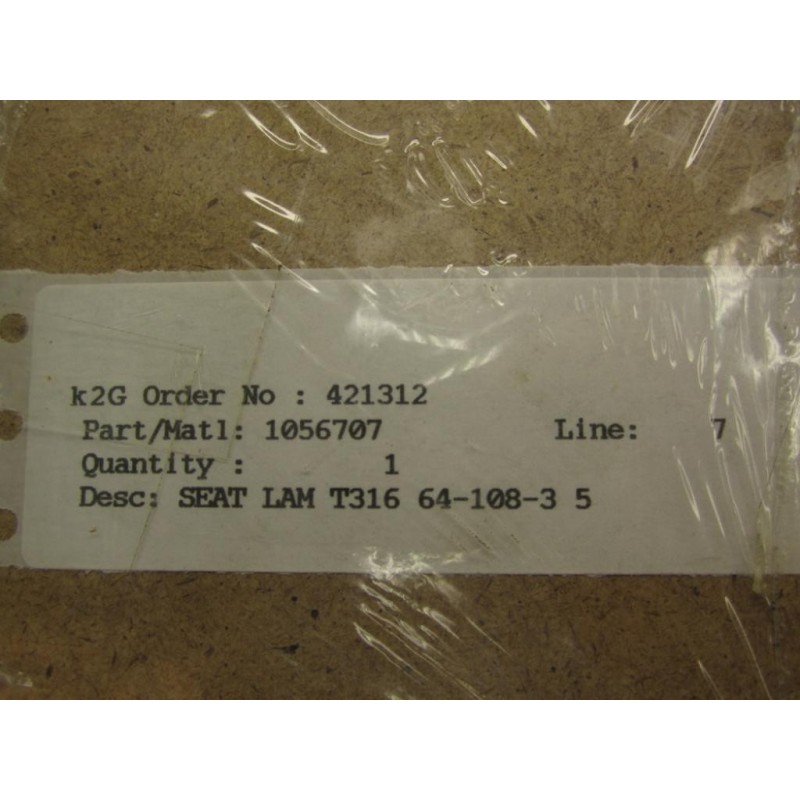 k2G Order No : 421312
Part/Matl: 1056707 Line: 7
Quantity : 1
Desc: SEAT LAM T316 64-108-3 5